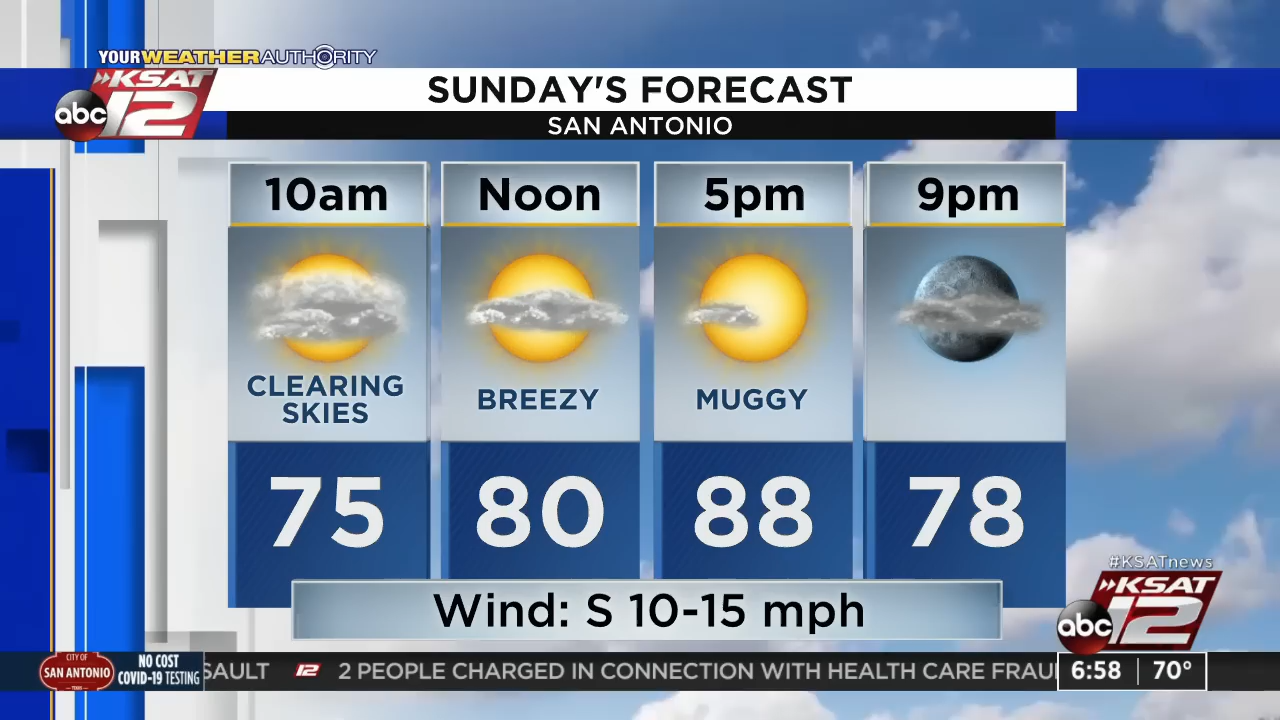 YOURWEATHERAUTHORITY
KSAT
abc 12
SUNDAY'S FORECAST
SAN ANTONIO
10am
Noon
5pm
9pm
CLEARING
SKIES
BREEZY
MUGGY
75
80
88
78
Wind: S 10-15 mph
#KSATnews
KSAT
abc 12
CITY OF
SAN ANTONIO
TEXAS
NO COST
COVID-19 TESTING
SAULT 12 2 PEOPLE CHARGED IN CONNECTION WITH HEALTH CARE FRAU
6:58 70°